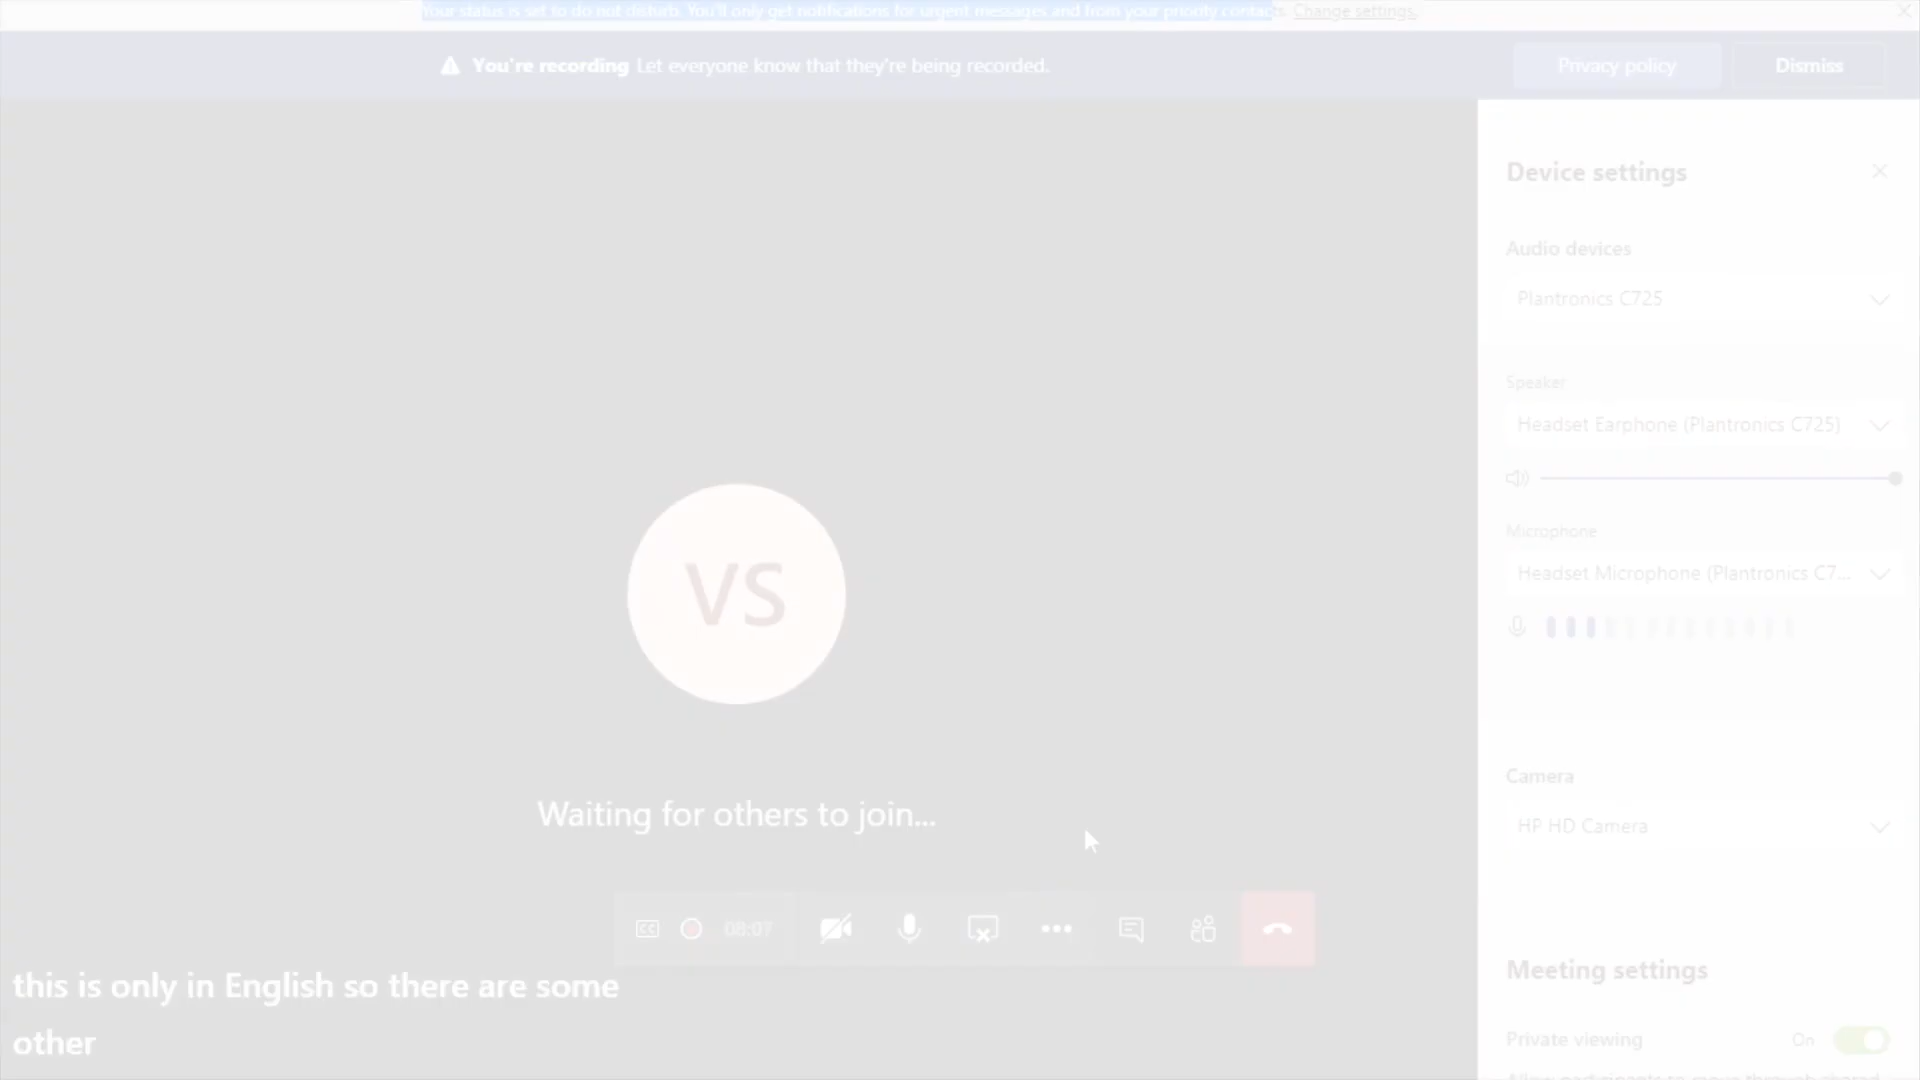 Your status is set to do not disturb. You'll only get notifications for urgent messages and from your priority contacts. Change settings.
You're recording Let everyone know that they're being recorded.
Privacy policy
Dismiss
Device settings
Audio devices
Plantronics C725
Speaker
Headset Earphone (Plantronics C725)
Microphone
Headset Microphone (Plantronics C7...
VS
Waiting for others to join...
Camera
HP HD Camera
CC
08:07
this is only in English so there are some
other
Meeting settings
Private viewing
On